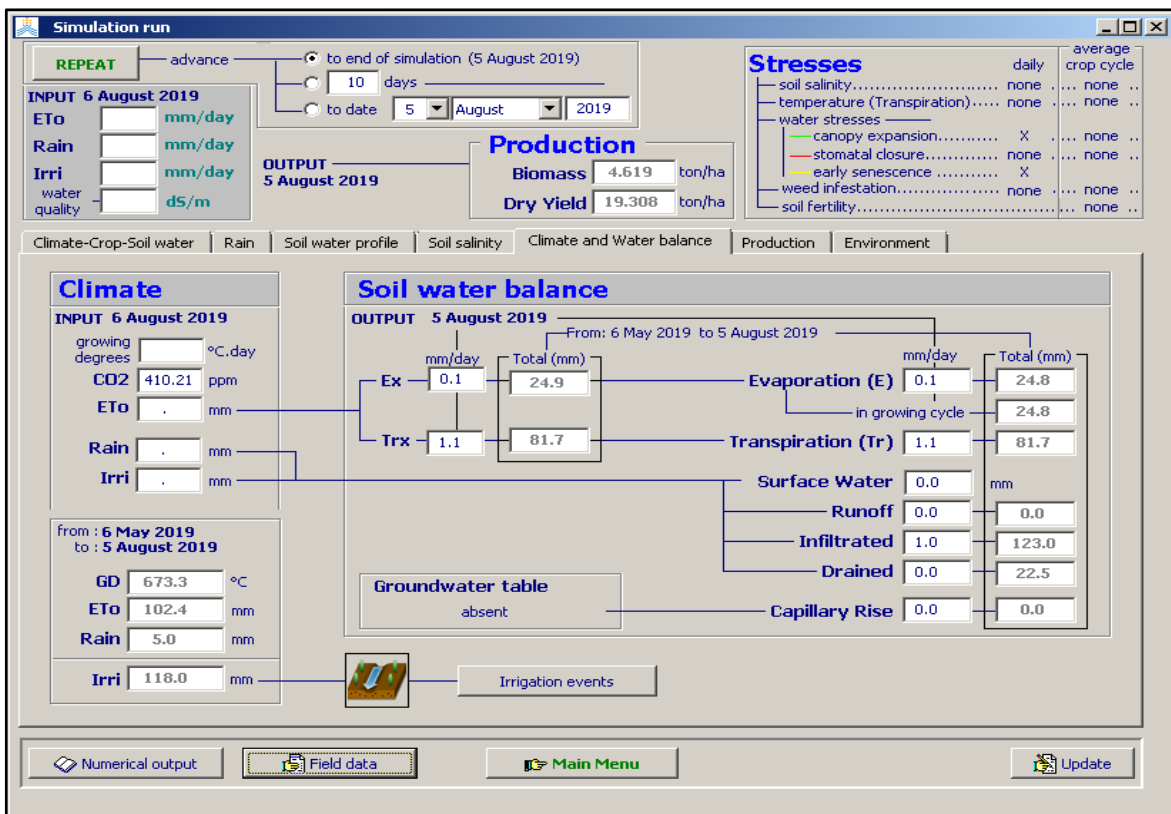 Simulation run
REPEAT advance to end of simulation (5 August 2019)
10 days
to date 5 August 2019
INPUT 6 August 2019
ETo mm/day
Rain mm/day
Irri mm/day
water quality dS/m
OUTPUT
5 August 2019
Production
Biomass 4.619 ton/ha
Dry Yield 19.308 ton/ha
Stresses daily average crop cycle
soil salinity............... none .... none ..
temperature (Transpiration)..... none .... none ..
water stresses
canopy expansion........... X .... none ..
stomatal closure............ none .... none ..
early senescence ........... X
weed infestation.................. none .... none ..
soil fertility................................. none ..
Climate-Crop-Soil water Rain Soil water profile Soil salinity Climate and Water balance Production Environment
Climate
INPUT 6 August 2019
growing degrees °C.day
CO2 410.21 ppm
ETo . mm
Rain . mm
Irri . mm
from : 6 May 2019
to : 5 August 2019
GD 673.3 °C
ETo 102.4 mm
Rain 5.0 mm
Irri 118.0 mm
Soil water balance
OUTPUT 5 August 2019
From: 6 May 2019 to 5 August 2019
mm/day Total (mm) mm/day Total (mm)
Ex 0.1 24.9 Evaporation (E) 0.1 24.8
in growing cycle 24.8
Trx 1.1 81.7 Transpiration (Tr) 1.1 81.7
Surface Water 0.0 mm
Runoff 0.0 0.0
Infiltrated 1.0 123.0
Drained 0.0 22.5
Groundwater table
absent
Capillary Rise 0.0 0.0
Irrigation events
Numerical output Field data Main Menu Update